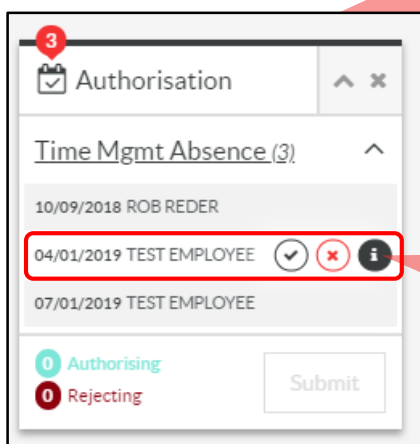 3
Authorisation
Time Mgmt Absence (3)
10/09/2018 ROB REDER
04/01/2019 TEST EMPLOYEE i
07/01/2019 TEST EMPLOYEE
0 Authorising
0 Rejecting
Submit